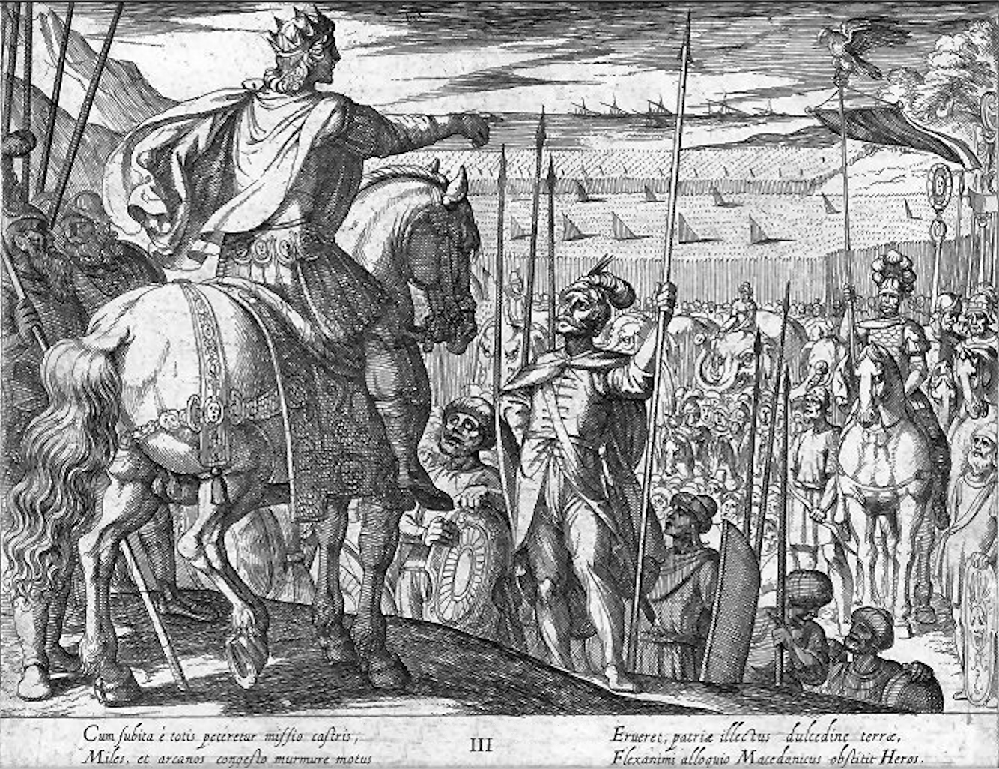 Cum subita è totis peteretur missio castris,
Miles, et arcanos congesto murmure motus
III
Erueret, patriæ illectus dulcedine terræ,
Flexanimi alloquio Macedonicus obstitit Heros.